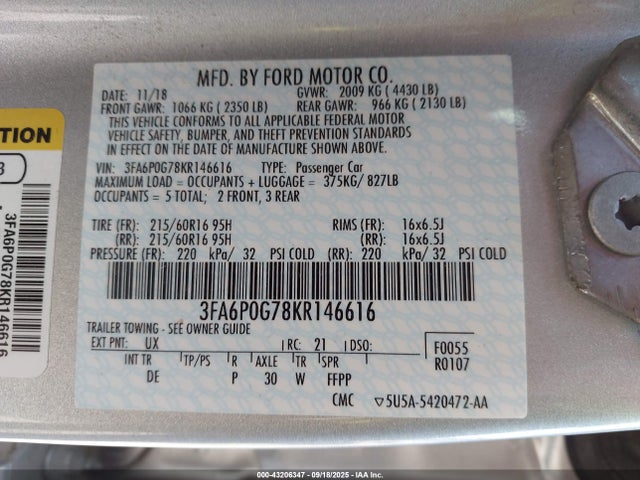 MFD. BY FORD MOTOR CO.
DATE: 11/18 GVWR: 2009 KG ( 4430 LB)
FRONT GAWR: 1066 KG ( 2350 LB) REAR GAWR: 966 KG ( 2130 LB)
THIS VEHICLE CONFORMS TO ALL APPLICABLE FEDERAL MOTOR
VEHICLE SAFETY, BUMPER, AND THEFT PREVENTION STANDARDS
IN EFFECT ON THE DATE OF MANUFACTURE SHOWN ABOVE.
VIN: 3FA6P0G78KR146616 TYPE: Passenger Car
MAXIMUM LOAD = OCCUPANTS + LUGGAGE = 375KG/ 827LB
OCCUPANTS = 5 TOTAL; 2 FRONT, 3 REAR
TIRE (FR): 215/60R16 95H RIMS (FR): 16x6.5J
(RR): 215/60R16 95H (RR): 16x6.5J
PRESSURE (FR): 220 kPa/ 32 PSI COLD (RR): 220 kPa/ 32 PSI COLD
3FA6P0G78KR146616
TRAILER TOWING - SEE OWNER GUIDE
EXT PNT: UX RC: 21 DSO: F0055
INT TR TP/PS R AXLE TR SPR R0107
DE P 30 W FFPP
CMC ▽5U5A-5420472-AA
TION
3
3FA6P0G78KR146616
000-43206347 - 09/18/2025 - IAA, Inc.